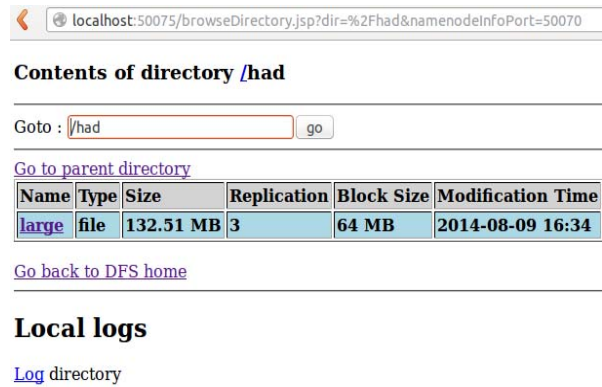 localhost:50075/browseDirectory.jsp?dir=%2Fhad&namenodeInfoPort=50070
Contents of directory /had
Goto : /had go
Go to parent directory
Name Type Size Replication Block Size Modification Time
large file 132.51 MB 3 64 MB 2014-08-09 16:34
Go back to DFS home
Local logs
Log directory